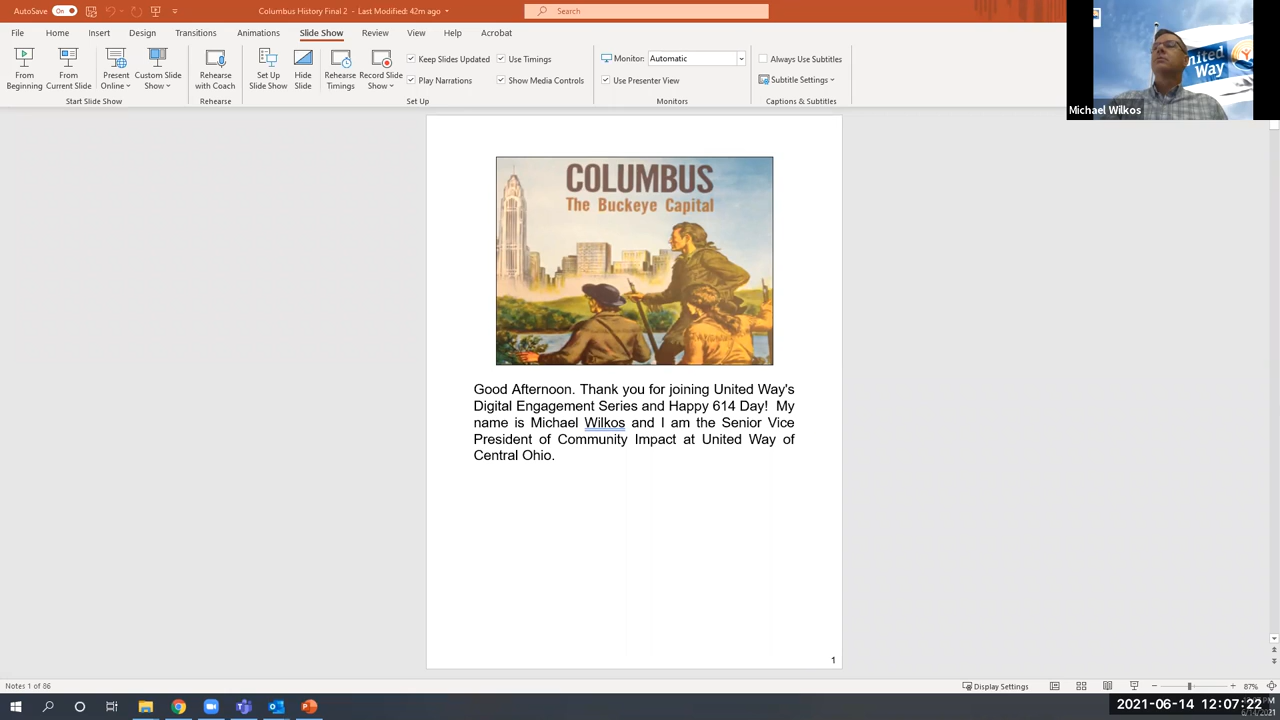 AutoSave On Columbus History Final 2 - Last Modified: 42m ago Search
File Home Insert Design Transitions Animations Slide Show Review View Help Acrobat
From Beginning
From Current Slide
Present Online
Custom Slide Show
Start Slide Show
Rehearse with Coach
Rehearse
Set Up Slide Show
Hide Slide
Rehearse Timings
Record Slide Show
Keep Slides Updated
Play Narrations
Use Timings
Show Media Controls
Set Up
Monitor: Automatic
Use Presenter View
Monitors
Always Use Subtitles
Subtitle Settings
Captions & Subtitles
United
Way
Michael Wilkos
COLUMBUS
The Buckeye Capital
Good Afternoon. Thank you for joining United Way's
Digital Engagement Series and Happy 614 Day! My
name is Michael Wilkos and I am the Senior Vice
President of Community Impact at United Way of
Central Ohio.
1
Notes 1 of 86 Display Settings 87%
2021-06-14 12:07:22